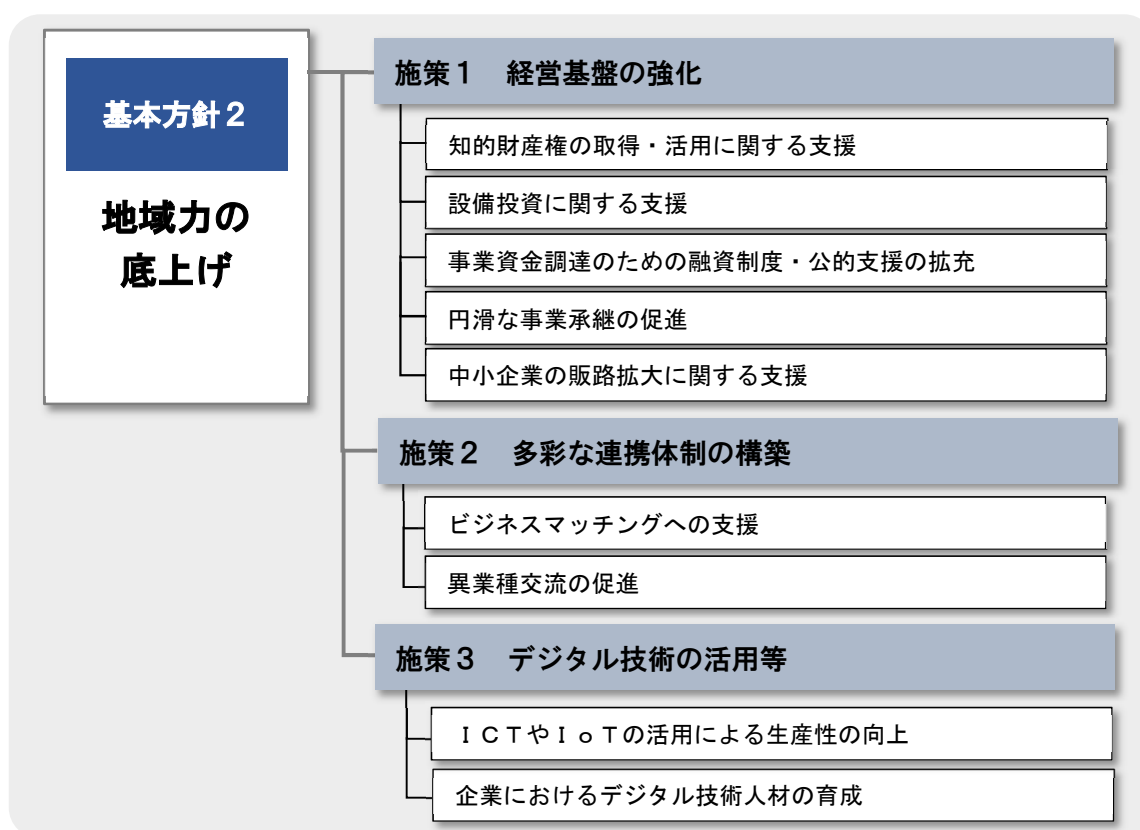 基本方針２
地域力の
底上げ
施策１　経営基盤の強化
知的財産権の取得・活用に関する支援
設備投資に関する支援
事業資金調達のための融資制度・公的支援の拡充
円滑な事業承継の促進
中小企業の販路拡大に関する支援
施策２　多彩な連携体制の構築
ビジネスマッチングへの支援
異業種交流の促進
施策３　デジタル技術の活用等
ＩＣＴやＩｏＴの活用による生産性の向上
企業におけるデジタル技術人材の育成